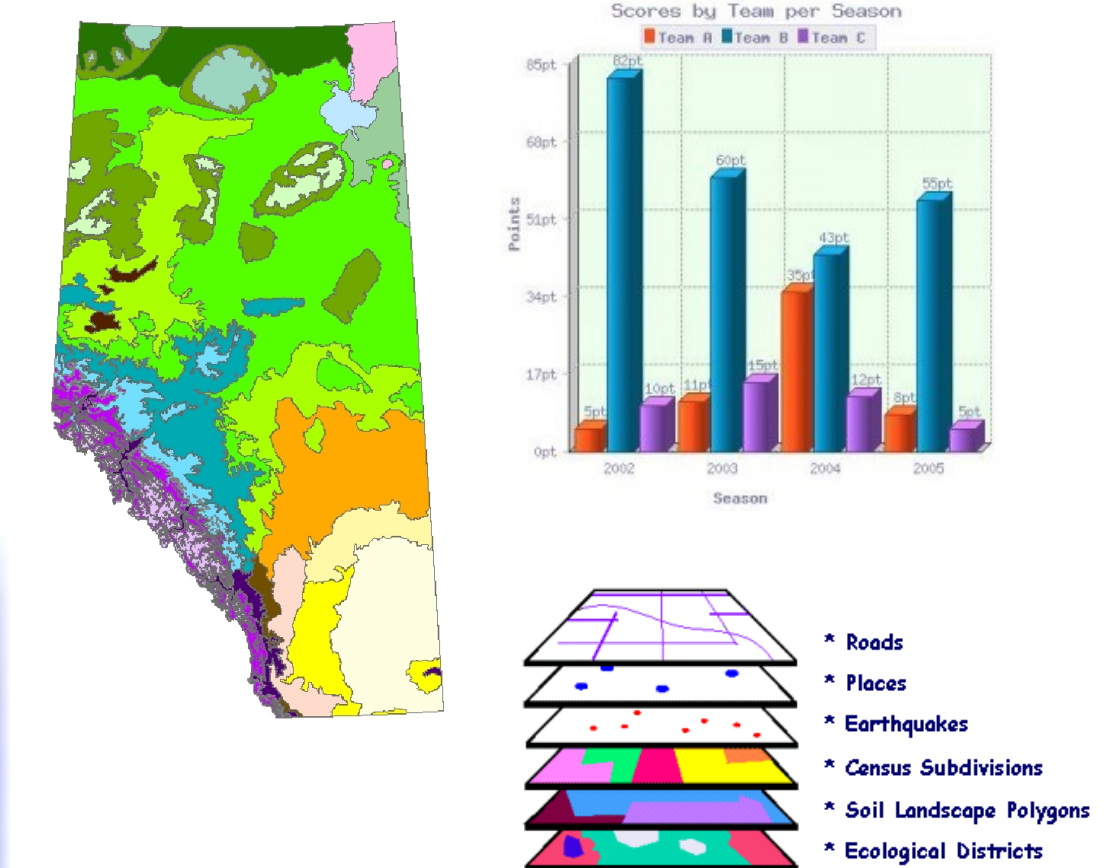 Scores by Team per Season
Team A Team B Team C
85pt
68pt
51pt
34pt
17pt
0pt
Points
5pt
82pt
10pt
11pt
60pt
15pt
35pt
43pt
12pt
8pt
55pt
5pt
2002 2003 2004 2005
Season
* Roads
* Places
* Earthquakes
* Census Subdivisions
* Soil Landscape Polygons
* Ecological Districts